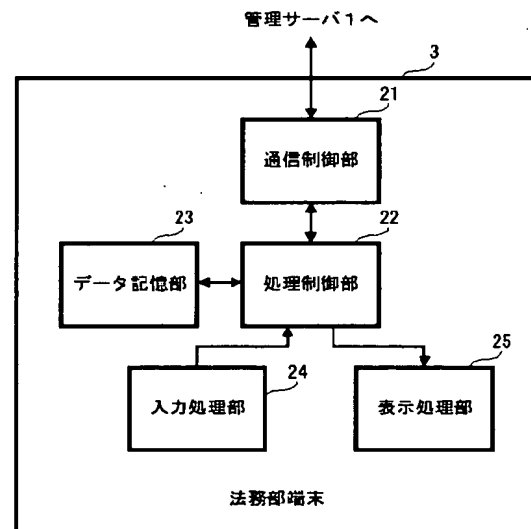 管理サーバ1へ
3
21
通信制御部
22
処理制御部
23
データ記憶部
24
入力処理部
25
表示処理部
法務部端末